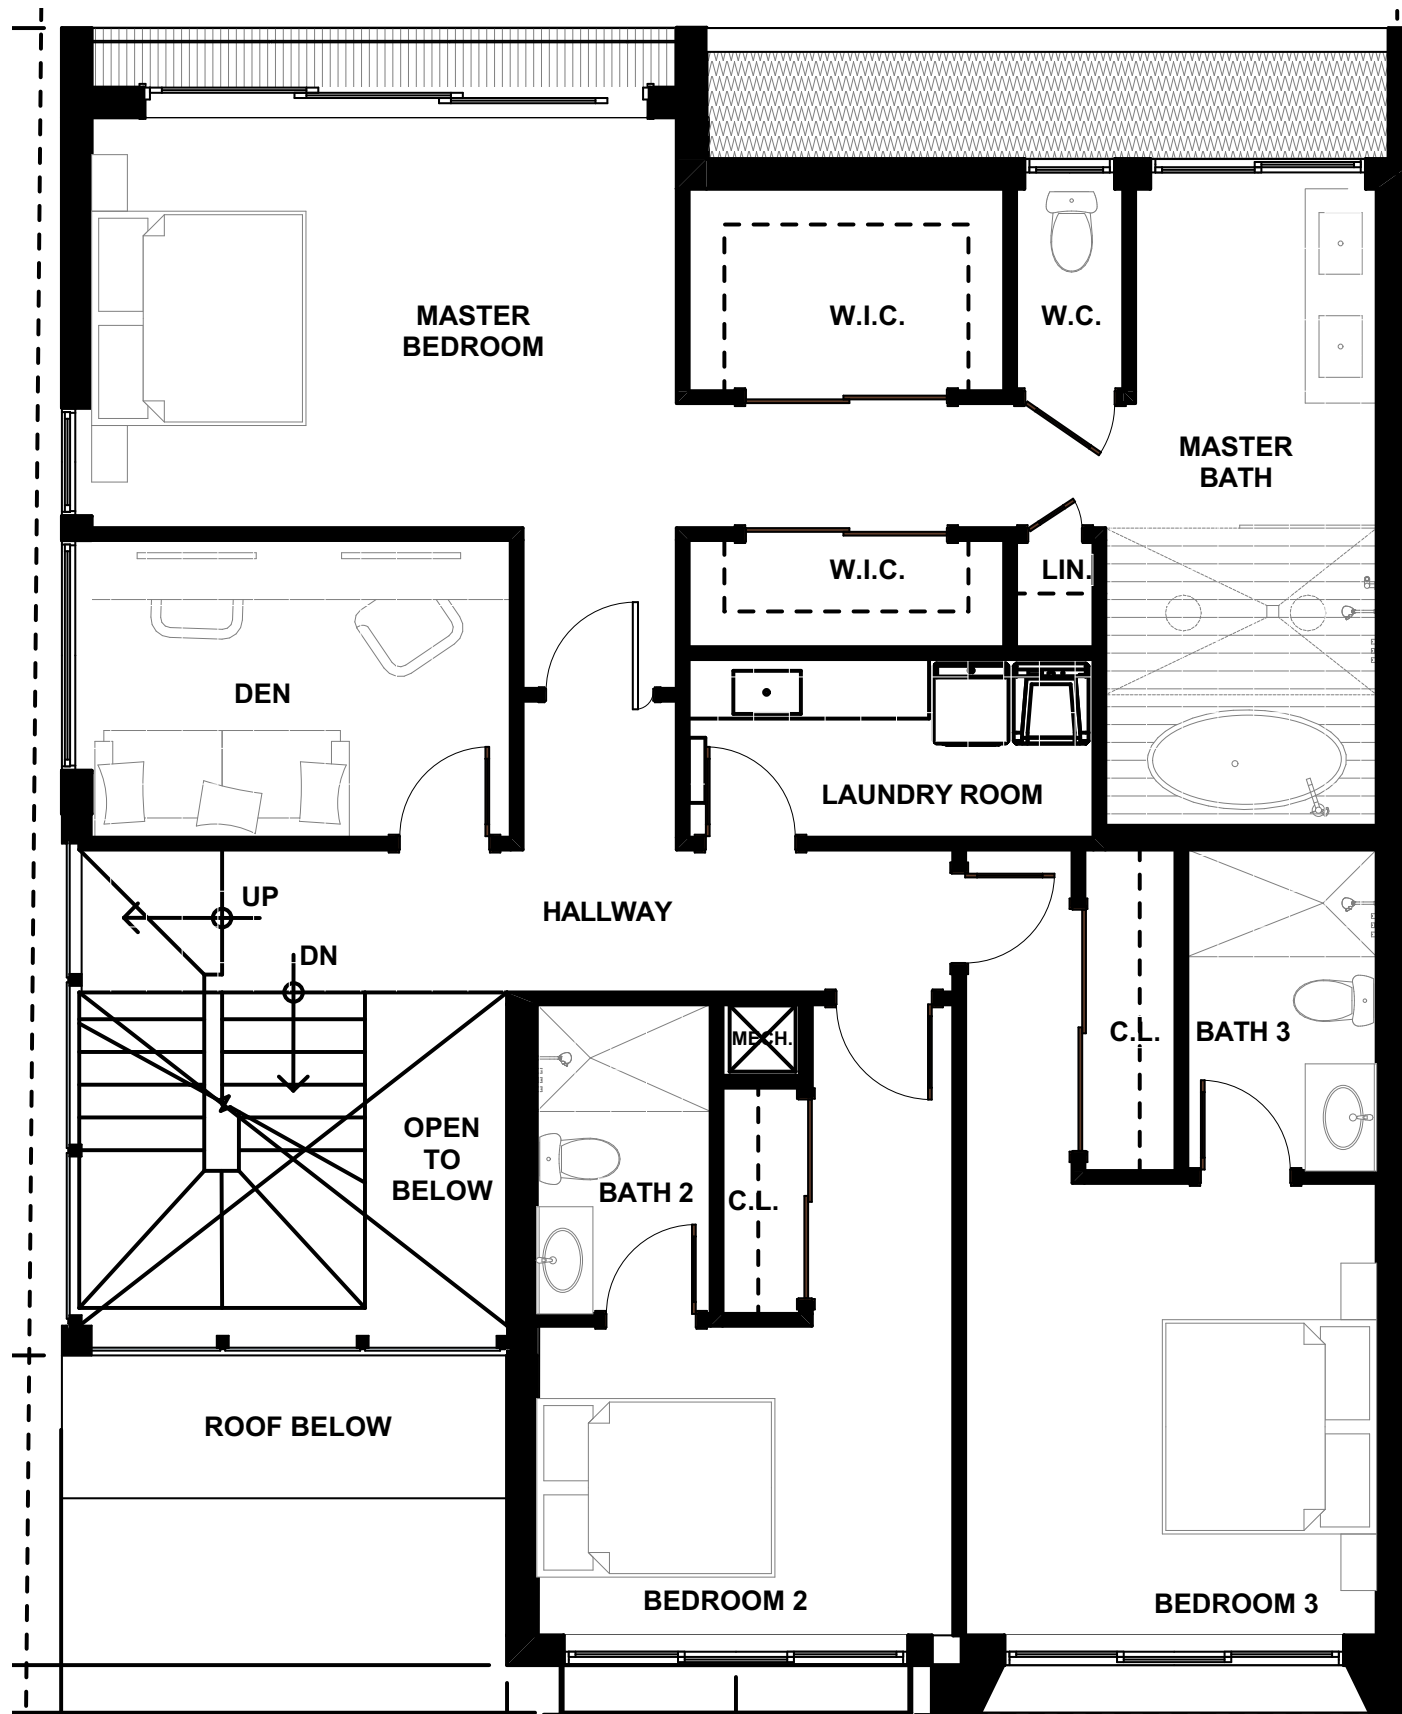 MASTER
BEDROOM
W.I.C.
W.C.
MASTER
BATH
W.I.C.
LIN.
DEN
LAUNDRY ROOM
UP
HALLWAY
DN
MECH.
C.L.
BATH 3
OPEN
TO
BELOW
BATH 2
C.L.
ROOF BELOW
BEDROOM 2
BEDROOM 3